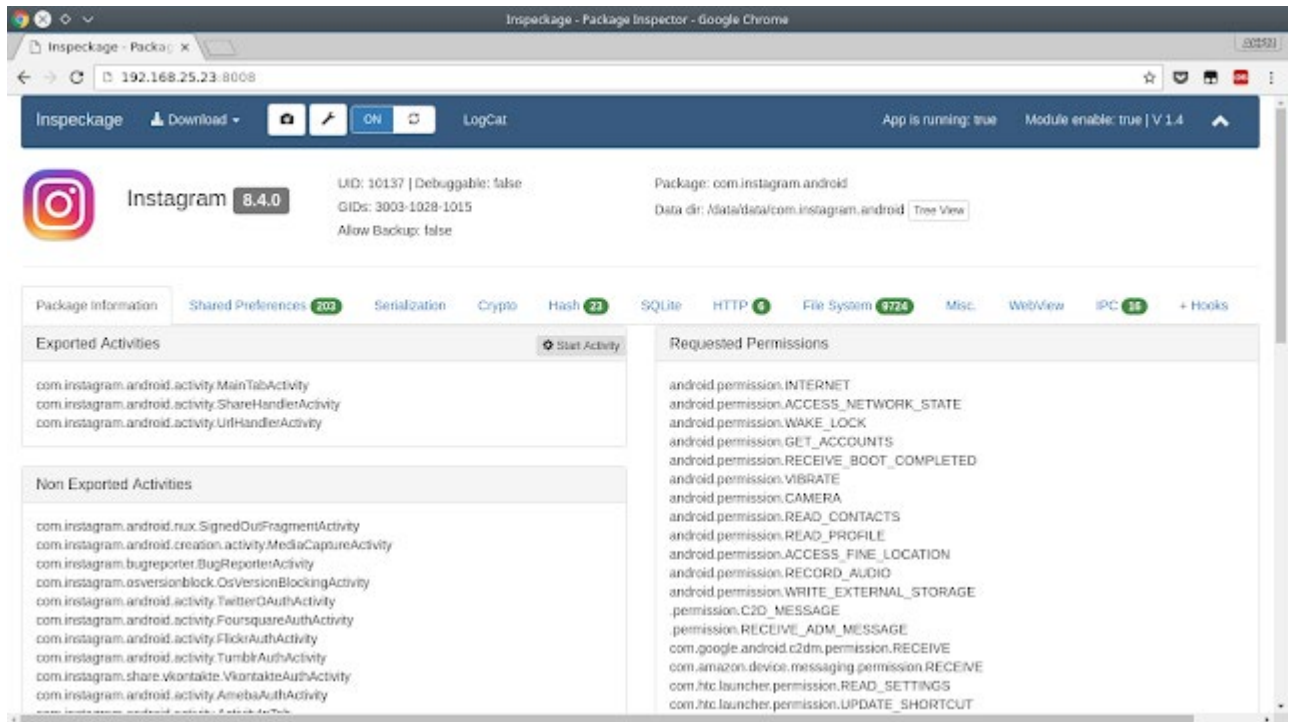 Inspeckage - Package Inspector - Google Chrome
Inspeckage - Packag
192.168.25.23:8008
Inspeckage Download ON LogCat App is running: true Module enable: true | V 1.4
Instagram 8.4.0
UID: 10137 | Debuggable: false
GIDs: 3003-1028-1015
Allow Backup: false
Package: com.instagram.android
Data dir: /data/data/com.instagram.android Tree View
Package Information Shared Preferences 203 Serialization Crypto Hash 23 SQLite HTTP 6 File System 9724 Misc. WebView IPC 16 + Hooks
Exported Activities Start Activity
com.instagram.android.activity.MainTabActivity
com.instagram.android.activity.ShareHandlerActivity
com.instagram.android.activity.UrlHandlerActivity
Non Exported Activities
com.instagram.android.nux.SignedOutFragmentActivity
com.instagram.android.creation.activity.MediaCaptureActivity
com.instagram.bugreporter.BugReporterActivity
com.instagram.osversionblock.OsVersionBlockingActivity
com.instagram.android.activity.TwitterOAuthActivity
com.instagram.android.activity.FoursquareAuthActivity
com.instagram.android.activity.FlickrAuthActivity
com.instagram.android.activity.TumblrAuthActivity
com.instagram.share.vkontakte.VkontakteAuthActivity
com.instagram.android.activity.AmebaAuthActivity
Requested Permissions
android.permission.INTERNET
android.permission.ACCESS_NETWORK_STATE
android.permission.WAKE_LOCK
android.permission.GET_ACCOUNTS
android.permission.RECEIVE_BOOT_COMPLETED
android.permission.VIBRATE
android.permission.CAMERA
android.permission.READ_CONTACTS
android.permission.READ_PROFILE
android.permission.ACCESS_FINE_LOCATION
android.permission.RECORD_AUDIO
android.permission.WRITE_EXTERNAL_STORAGE
.permission.C2D_MESSAGE
.permission.RECEIVE_ADM_MESSAGE
com.google.android.c2dm.permission.RECEIVE
com.amazon.device.messaging.permission.RECEIVE
com.htc.launcher.permission.READ_SETTINGS
com.htc.launcher.permission.UPDATE_SHORTCUT